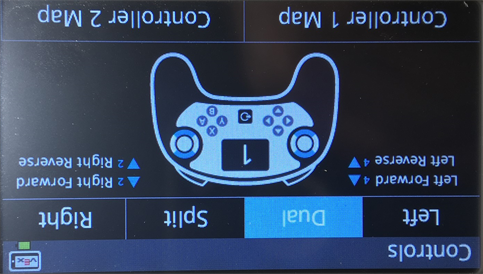 VEX
Controls
Left Dual Split Right
Left Forward 4 ▼ ▼ 2 Right Forward
Left Reverse 4 ▼ ▼ 2 Right Reverse
1
X
Y A
B
Controller 1 Map Controller 2 Map